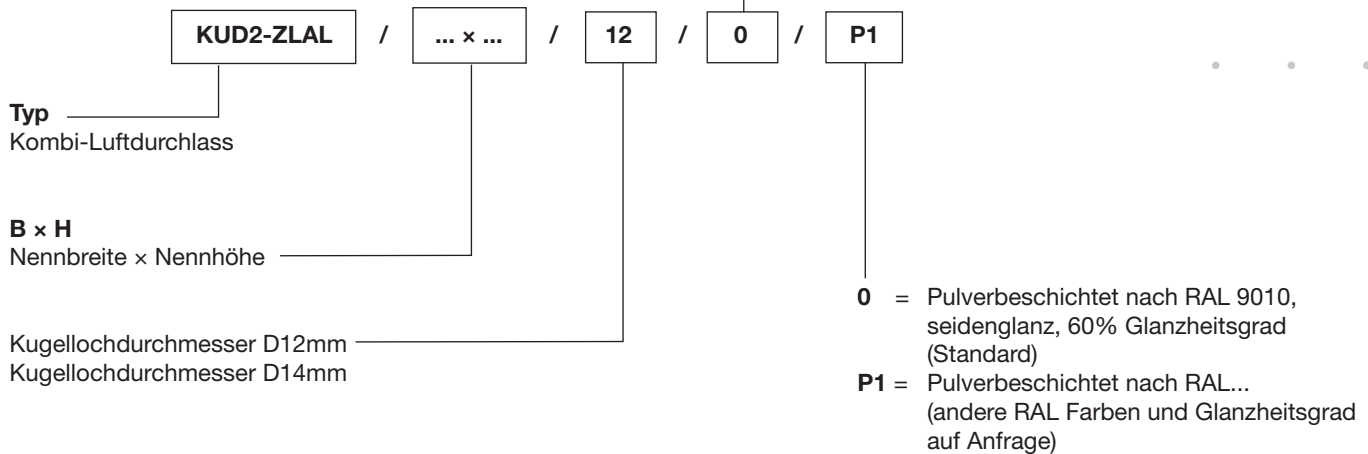 KUD2-ZLAL / ... × ... / 12 / 0 / P1
Typ
Kombi-Luftdurchlass
B × H
Nennbreite × Nennhöhe
Kugellochdurchmesser D12mm
Kugellochdurchmesser D14mm
0 = Pulverbeschichtet nach RAL 9010,
seidenglanz, 60% Glanzheitsgrad
(Standard)
P1 = Pulverbeschichtet nach RAL...
(andere RAL Farben und Glanzheitsgrad
auf Anfrage)